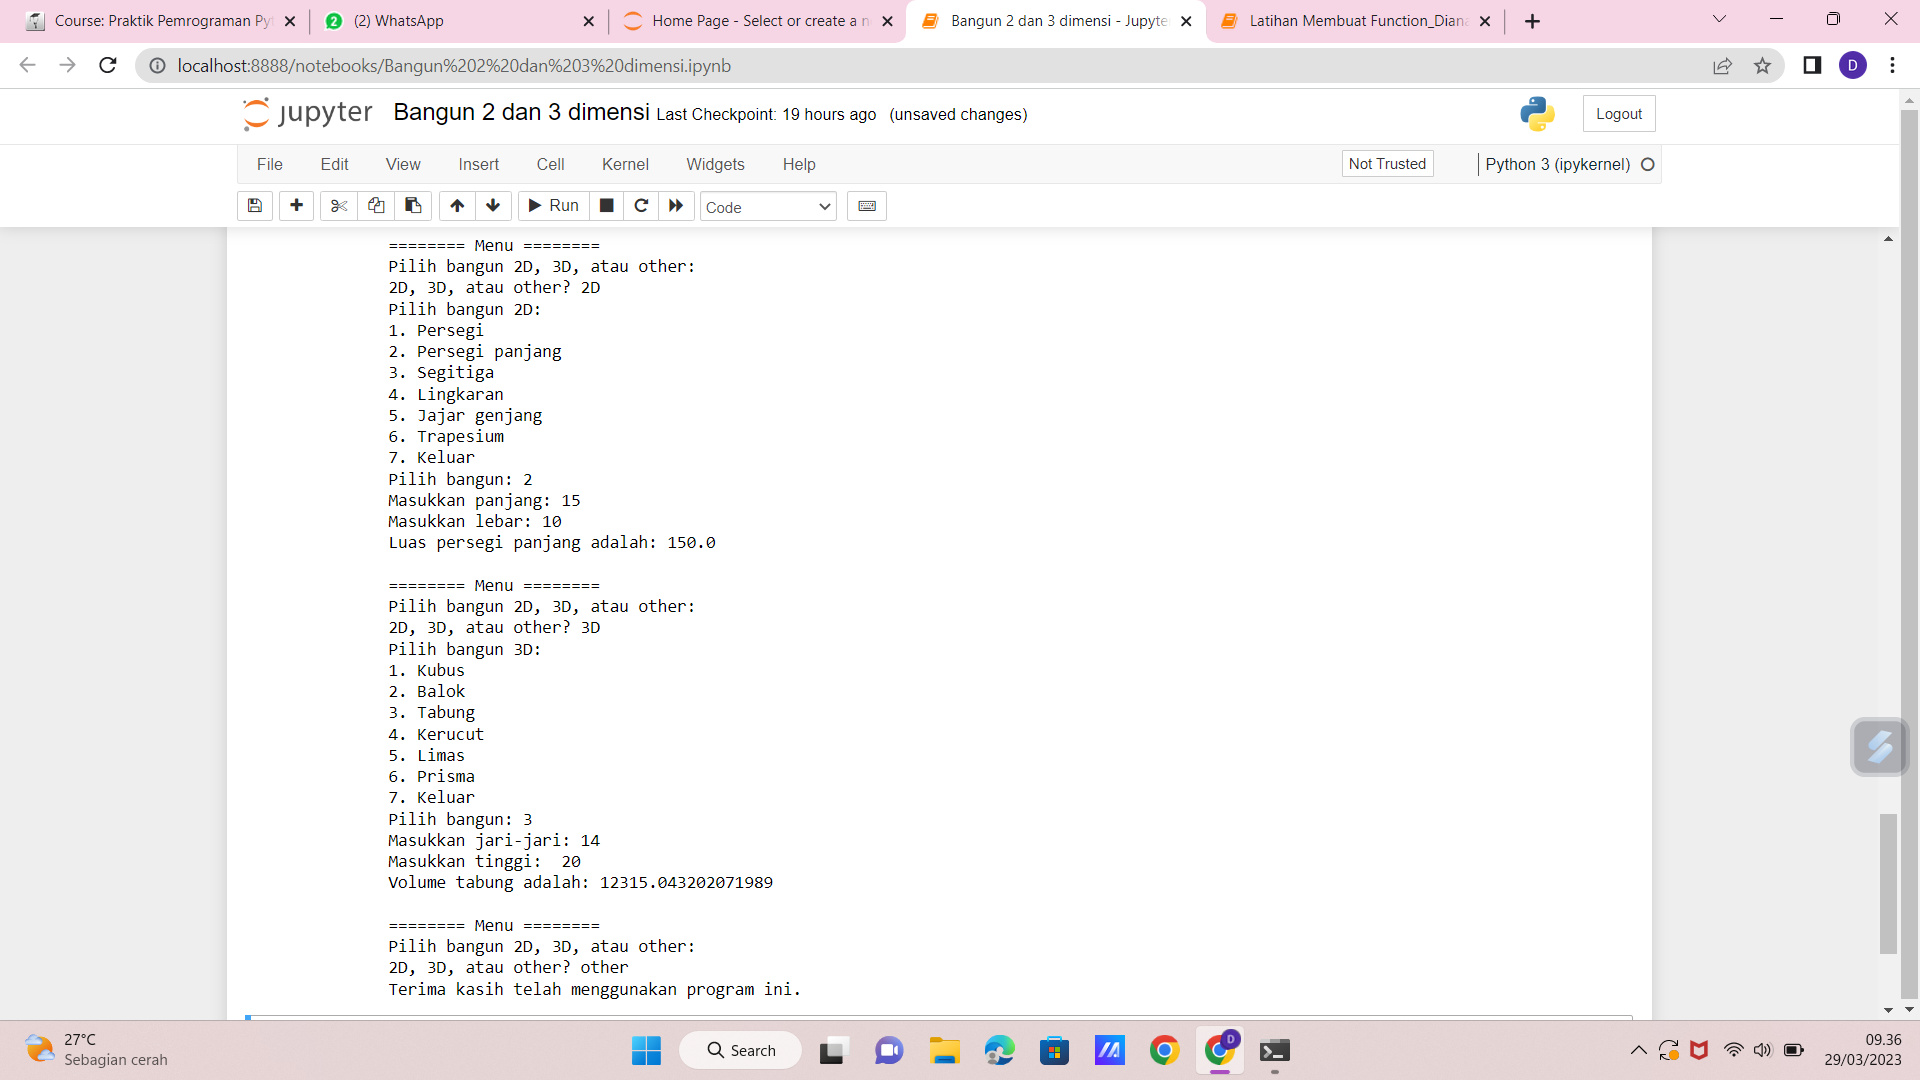 Course: Praktik Pemrograman Py
(2) WhatsApp
Home Page - Select or create a n
Bangun 2 dan 3 dimensi - Jupyte
Latihan Membuat Function_Dian
localhost:8888/notebooks/Bangun%202%20dan%203%20dimensi.ipynb
D
jupyter Bangun 2 dan 3 dimensi Last Checkpoint: 19 hours ago (unsaved changes)
Logout
File Edit View Insert Cell Kernel Widgets Help
Not Trusted
Python 3 (ipykernel)
Run
Code
======== Menu ========
Pilih bangun 2D, 3D, atau other:
2D, 3D, atau other? 2D
Pilih bangun 2D:
1. Persegi
2. Persegi panjang
3. Segitiga
4. Lingkaran
5. Jajar genjang
6. Trapesium
7. Keluar
Pilih bangun: 2
Masukkan panjang: 15
Masukkan lebar: 10
Luas persegi panjang adalah: 150.0
======== Menu ========
Pilih bangun 2D, 3D, atau other:
2D, 3D, atau other? 3D
Pilih bangun 3D:
1. Kubus
2. Balok
3. Tabung
4. Kerucut
5. Limas
6. Prisma
7. Keluar
Pilih bangun: 3
Masukkan jari-jari: 14
Masukkan tinggi:  20
Volume tabung adalah: 12315.043202071989
======== Menu ========
Pilih bangun 2D, 3D, atau other:
2D, 3D, atau other? other
Terima kasih telah menggunakan program ini.
27°C
Sebagian cerah
Search
D
09.36
29/03/2023